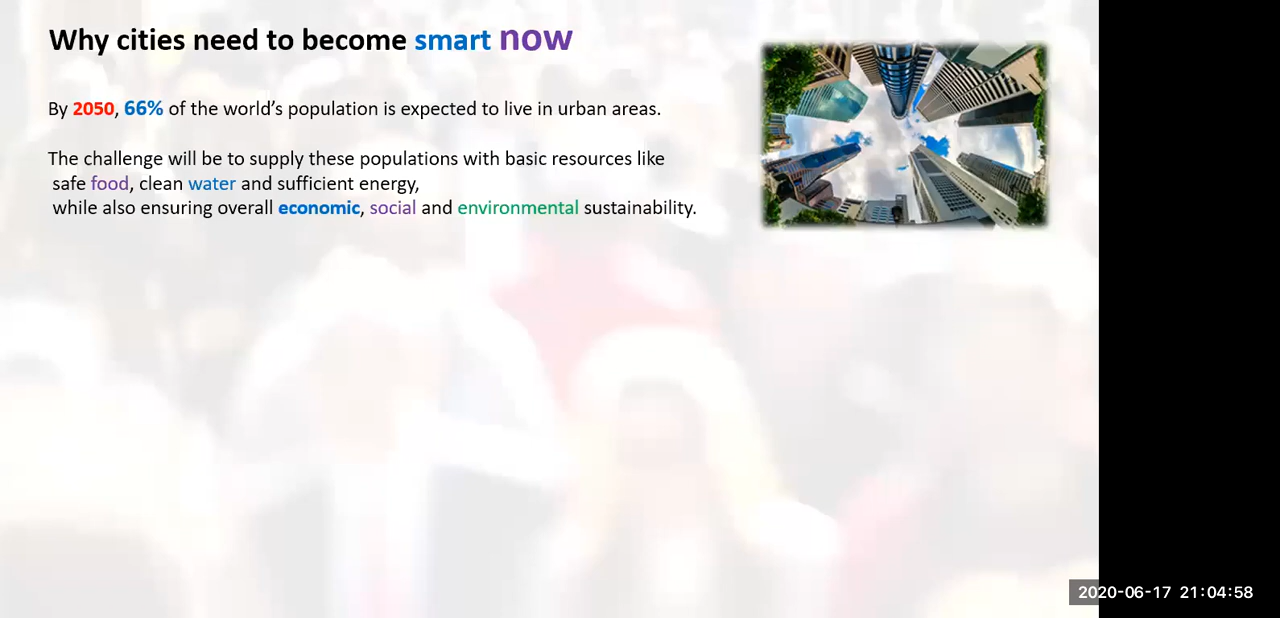 Why cities need to become smart now
By 2050, 66% of the world’s population is expected to live in urban areas.
The challenge will be to supply these populations with basic resources like
safe food, clean water and sufficient energy,
while also ensuring overall economic, social and environmental sustainability.
2020-06-17 21:04:58